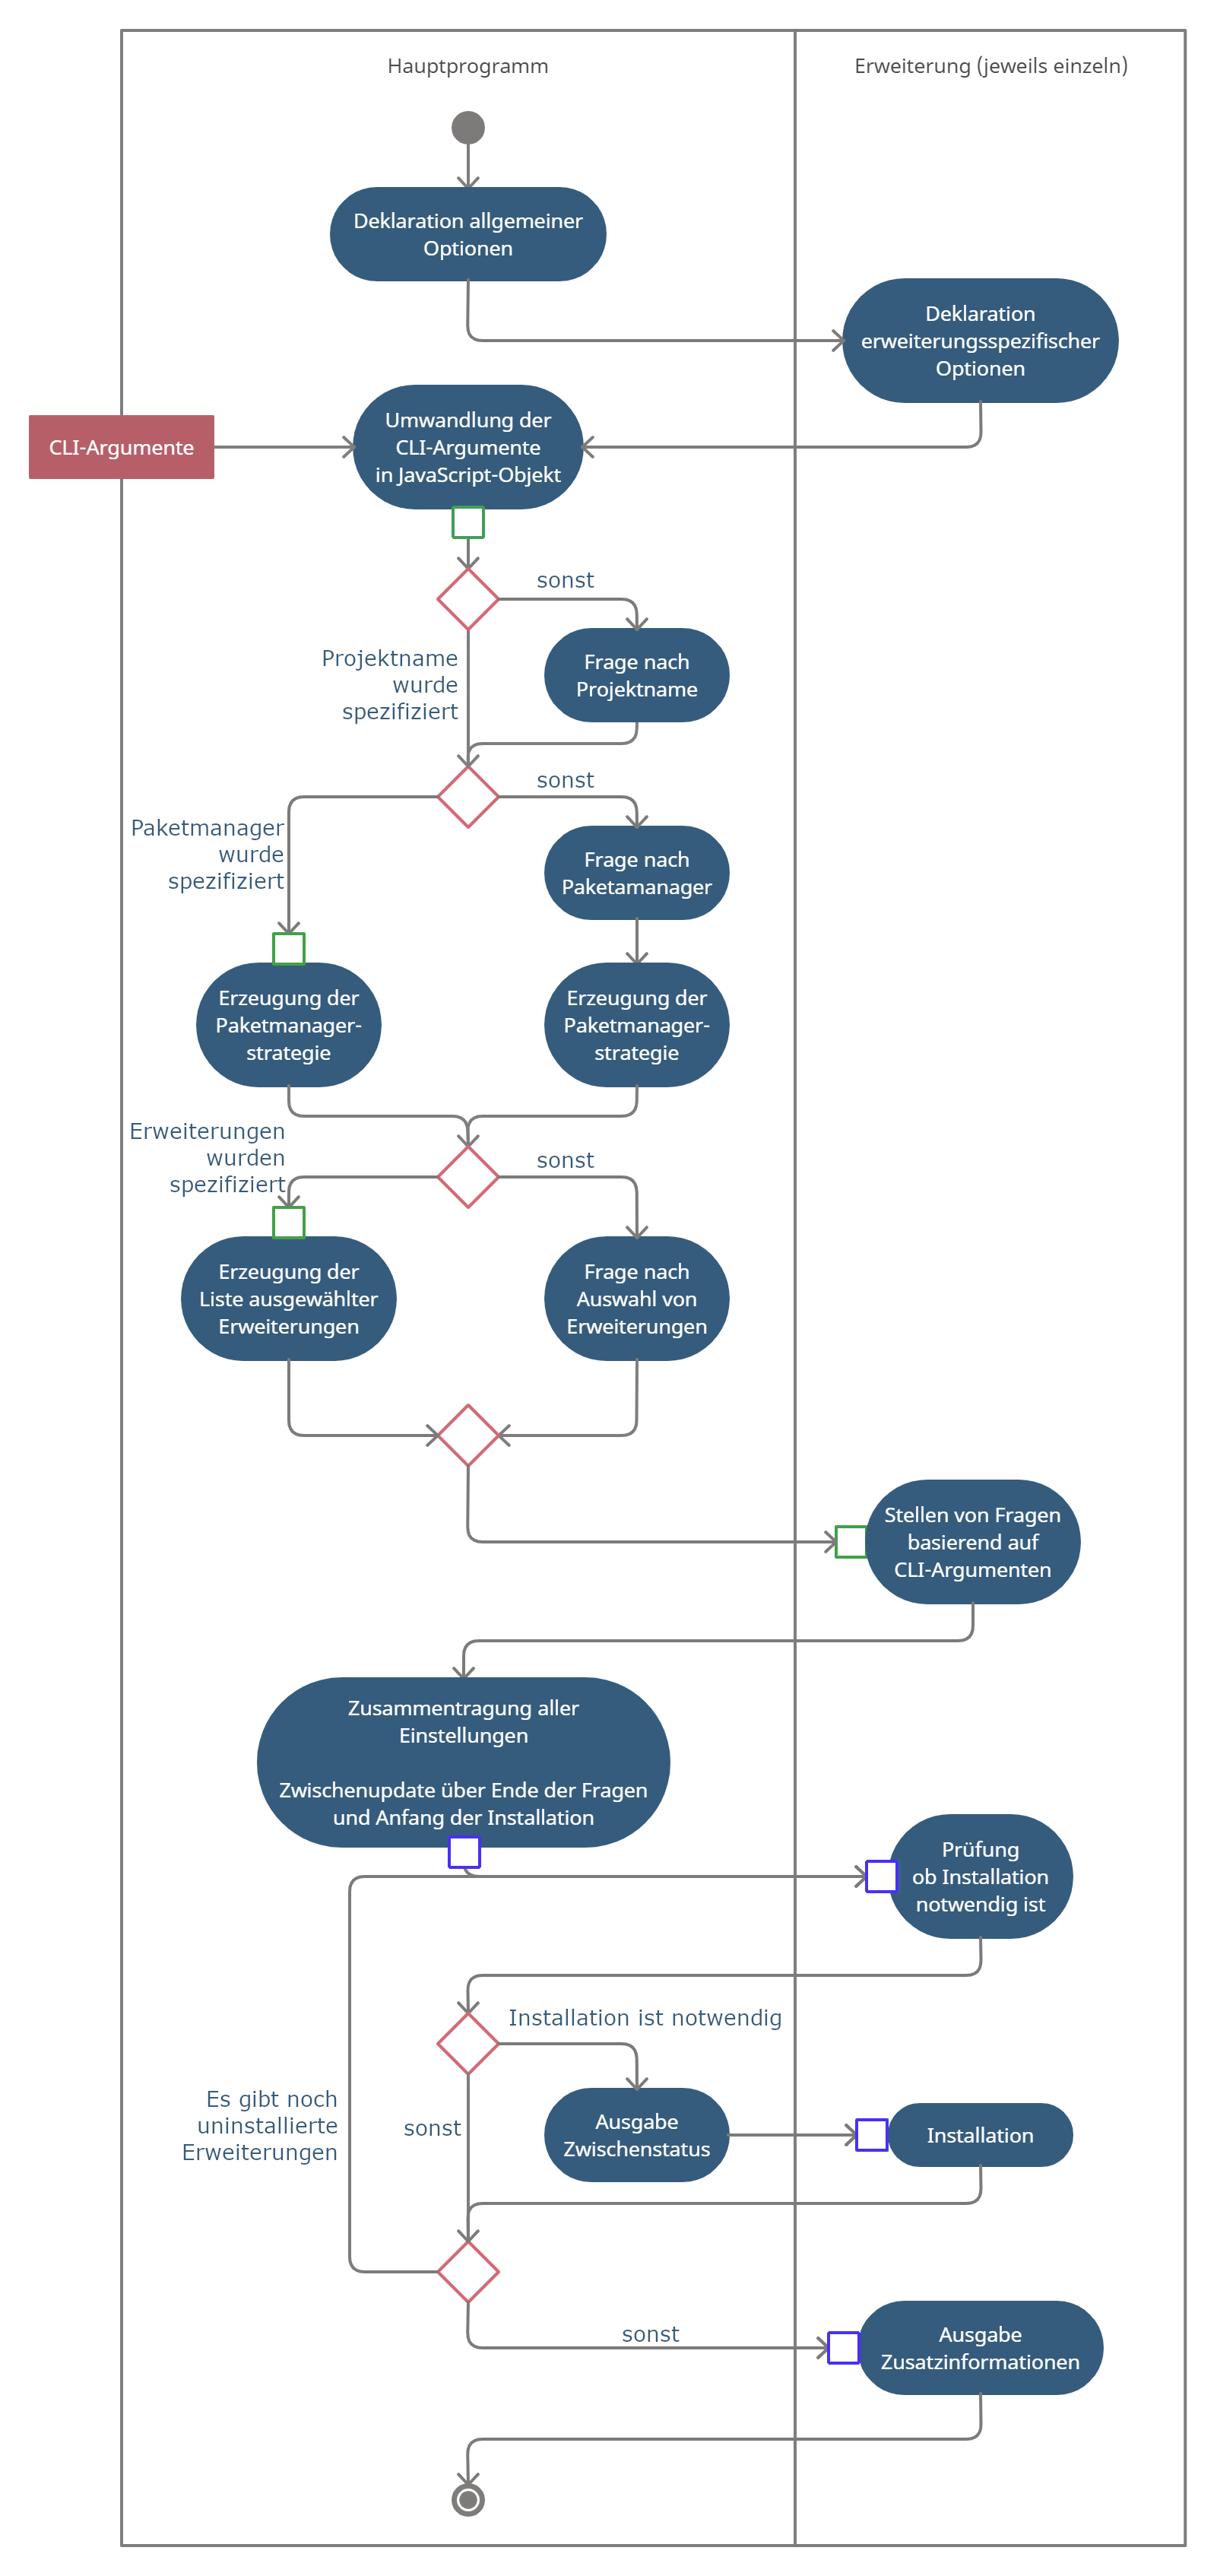 Hauptprogramm
Erweiterung (jeweils einzeln)
Deklaration allgemeiner
Optionen
Deklaration
erweiterungsspezifischer
Optionen
CLI-Argumente
Umwandlung der
CLI-Argumente
in JavaScript-Objekt
sonst
Projektname
wurde
spezifiziert
Frage nach
Projektname
sonst
Paketmanager
wurde
spezifiziert
Frage nach
Paketamanager
Erzeugung der
Paketmanager-
strategie
Erzeugung der
Paketmanager-
strategie
Erweiterungen
wurden
spezifiziert
sonst
Erzeugung der
Liste ausgewählter
Erweiterungen
Frage nach
Auswahl von
Erweiterungen
Stellen von Fragen
basierend auf
CLI-Argumenten
Zusammentragung aller
Einstellungen
Zwischenupdate über Ende der Fragen
und Anfang der Installation
Prüfung
ob Installation
notwendig ist
Installation ist notwendig
Es gibt noch
uninstallierte
Erweiterungen
sonst
Ausgabe
Zwischenstatus
Installation
sonst
Ausgabe
Zusatzinformationen